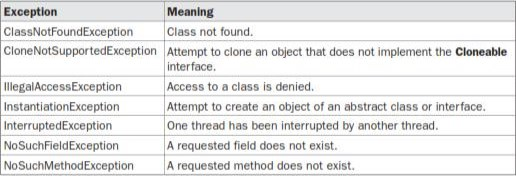 Exception Meaning
ClassNotFoundException Class not found.
CloneNotSupportedException Attempt to clone an object that does not implement the Cloneable
interface.
IllegalAccessException Access to a class is denied.
InstantiationException Attempt to create an object of an abstract class or interface.
InterruptedException One thread has been interrupted by another thread.
NoSuchFieldException A requested field does not exist.
NoSuchMethodException A requested method does not exist.